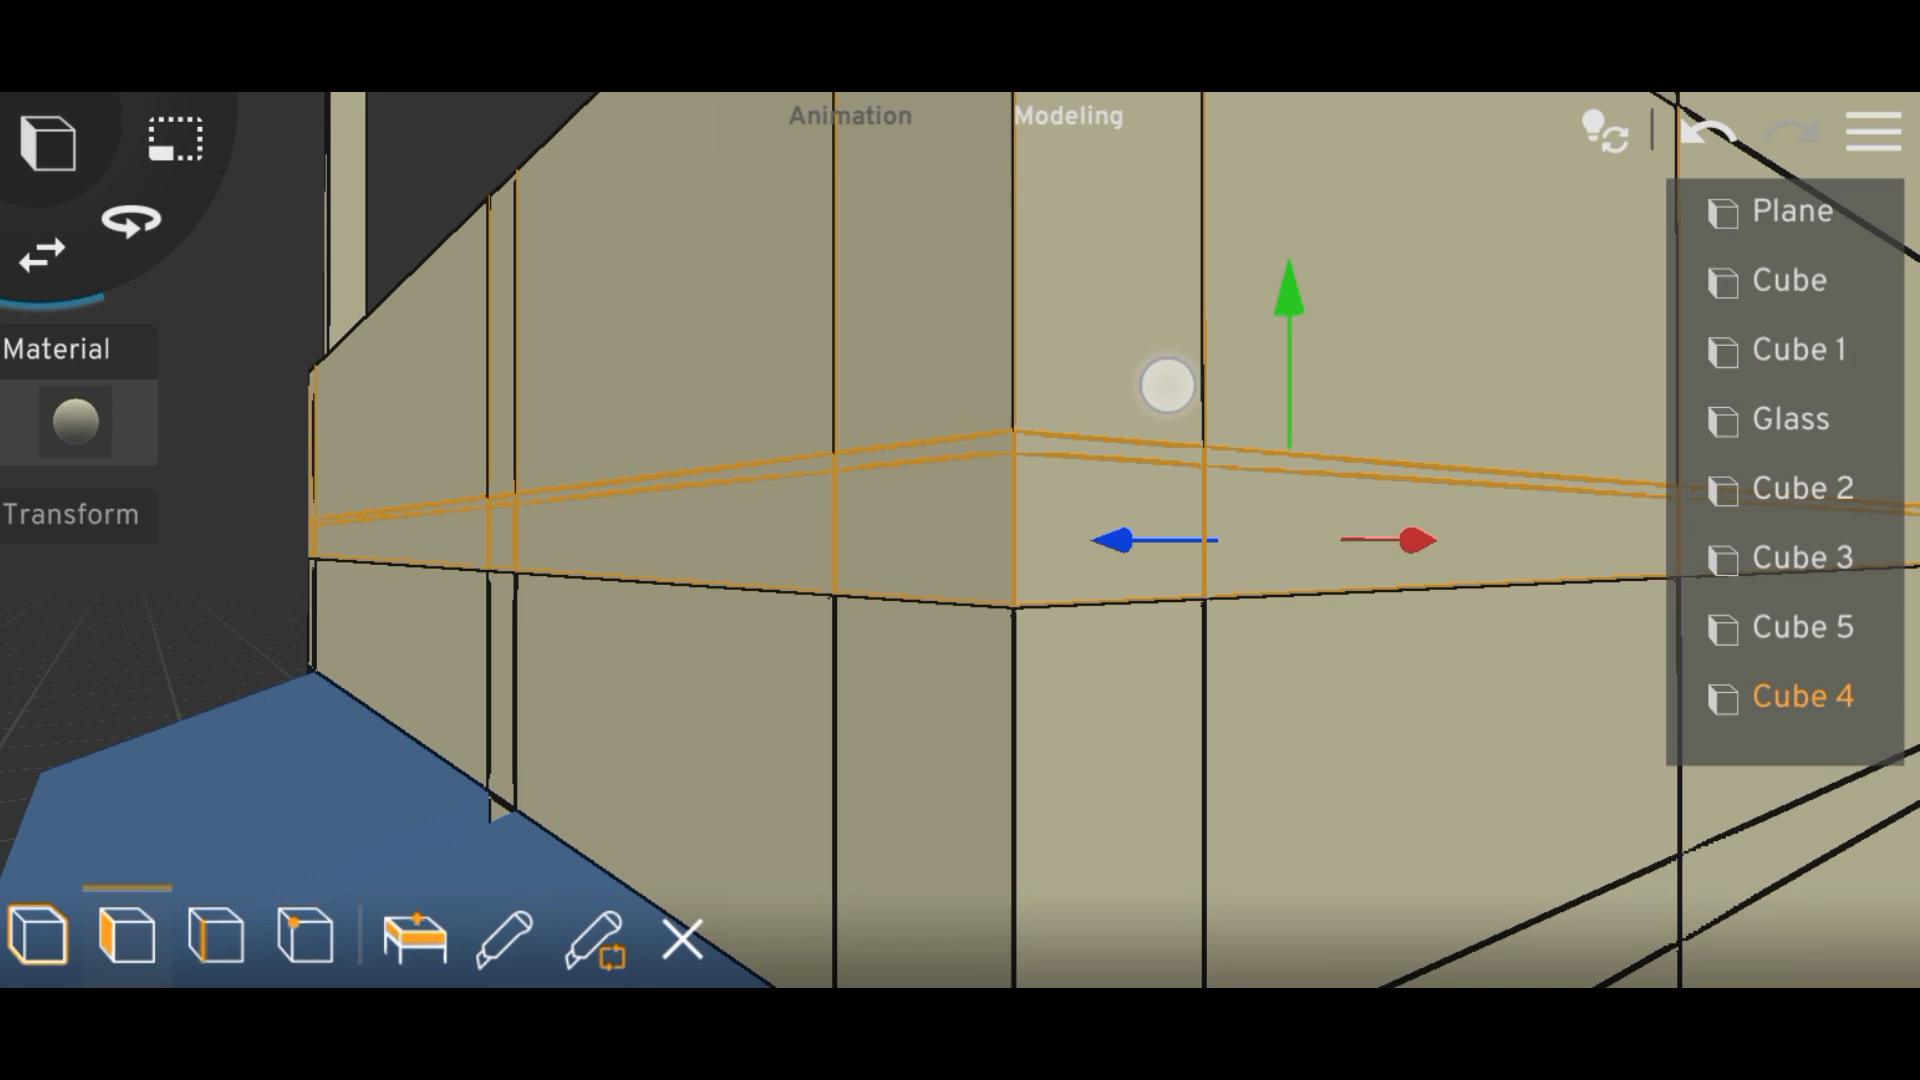 Animation
Modeling
Material
Transform
Plane
Cube
Cube 1
Glass
Cube 2
Cube 3
Cube 5
Cube 4